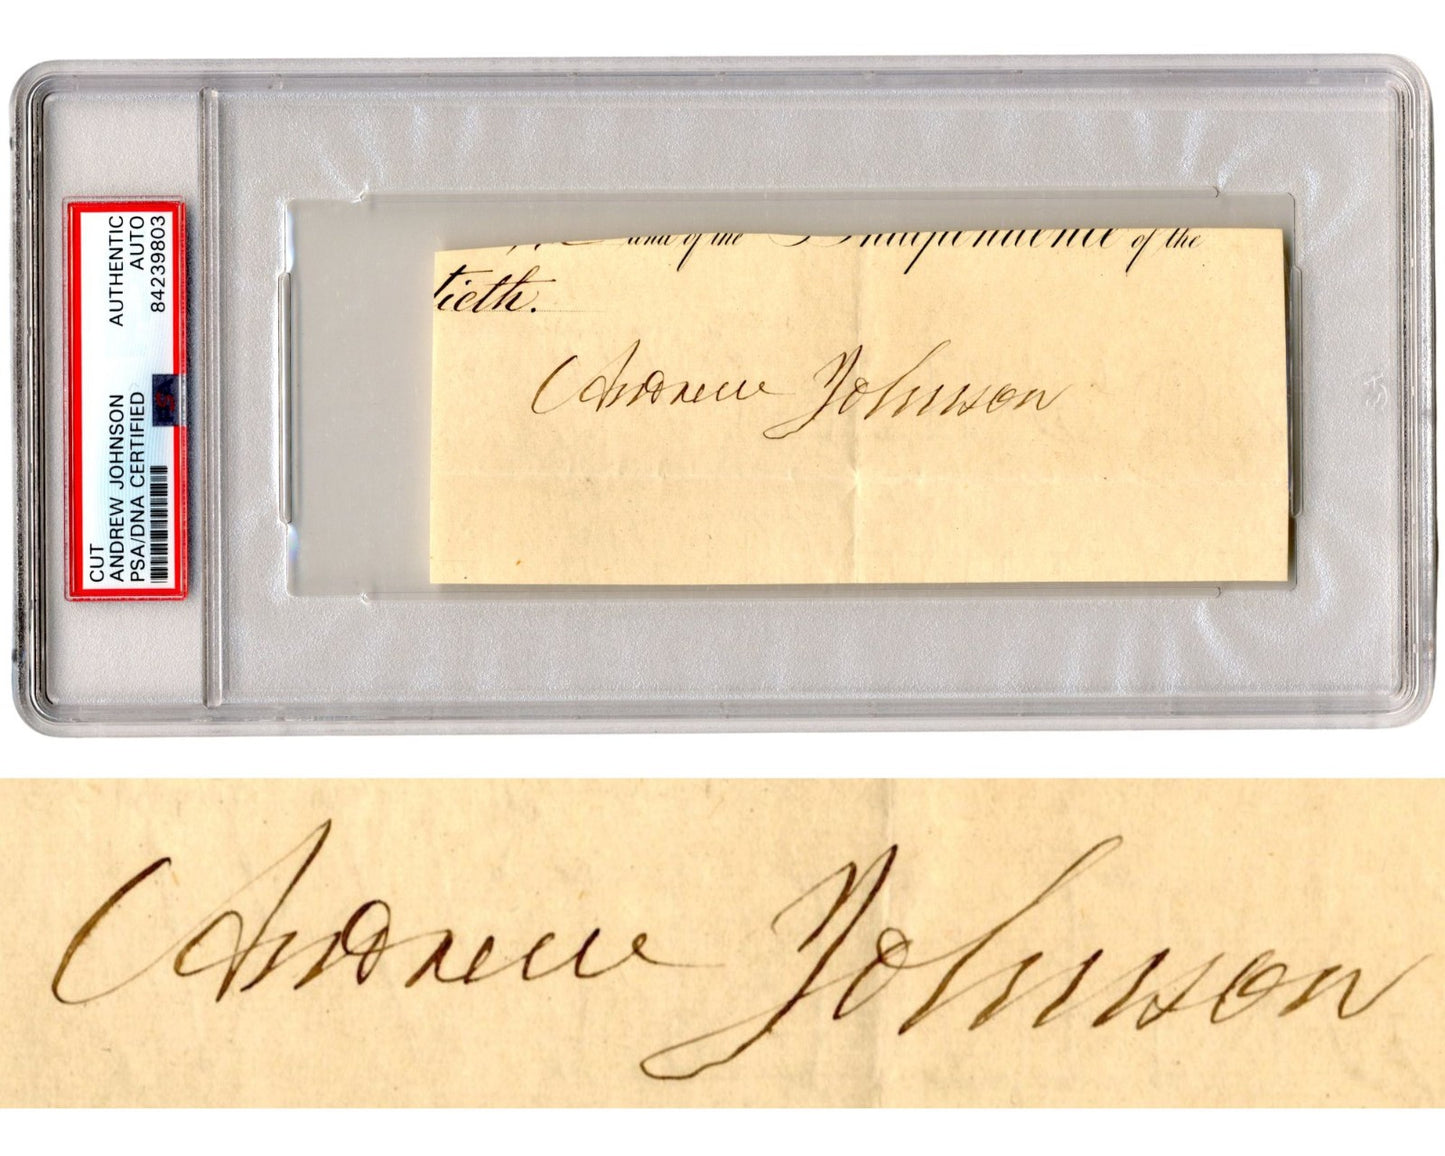 CUT
ANDREW JOHNSON
PSA/DNA CERTIFIED
AUTHENTIC
AUTO
84239803
and of the Independence of the
tieth.
Andrew Johnson
Andrew Johnson